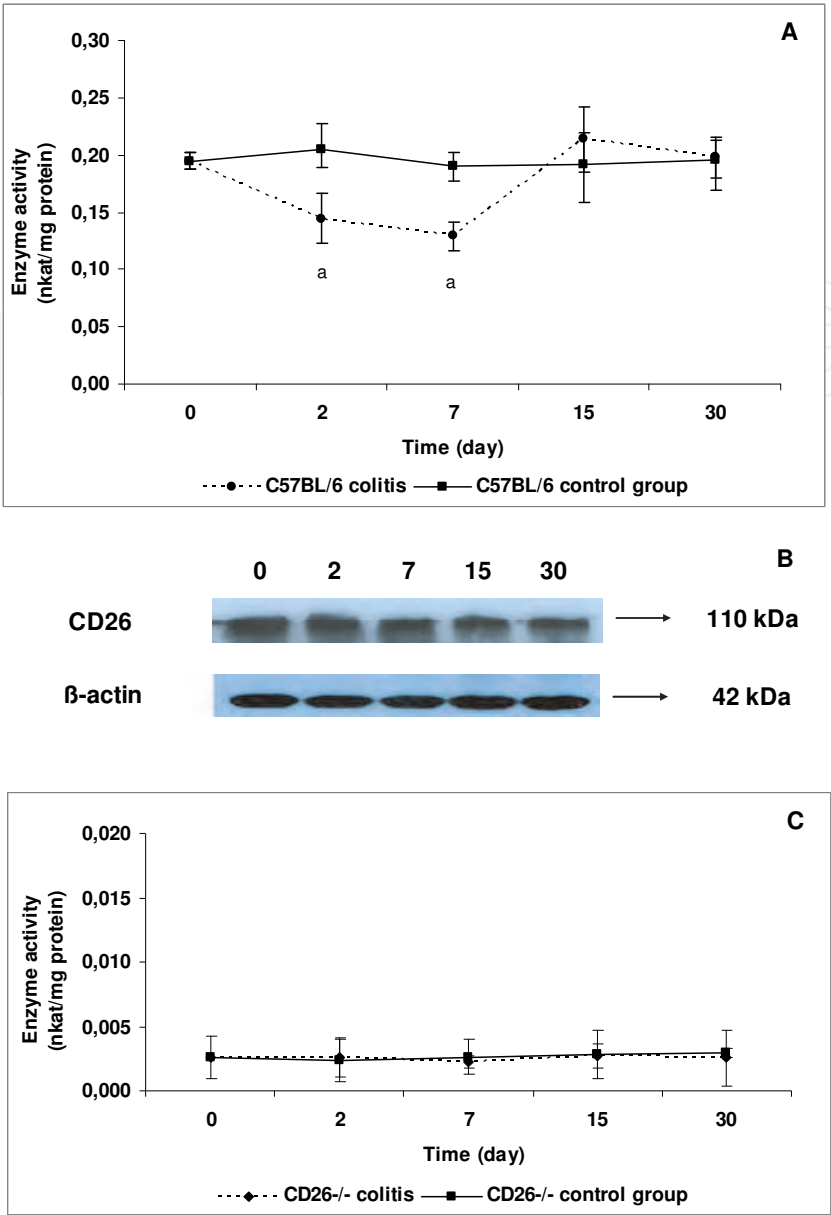 A
0,30
0,25
0,20
0,15
0,10
0,05
0,00
Enzyme activity
(nkat/mg protein)
a
a
0 2 7 15 30
Time (day)
C57BL/6 colitis C57BL/6 control group
B
0 2 7 15 30
CD26 110 kDa
ß-actin 42 kDa
C
0,020
0,015
0,010
0,005
0,000
Enzyme activity
(nkat/mg protein)
0 2 7 15 30
Time (day)
CD26-/- colitis CD26-/- control group